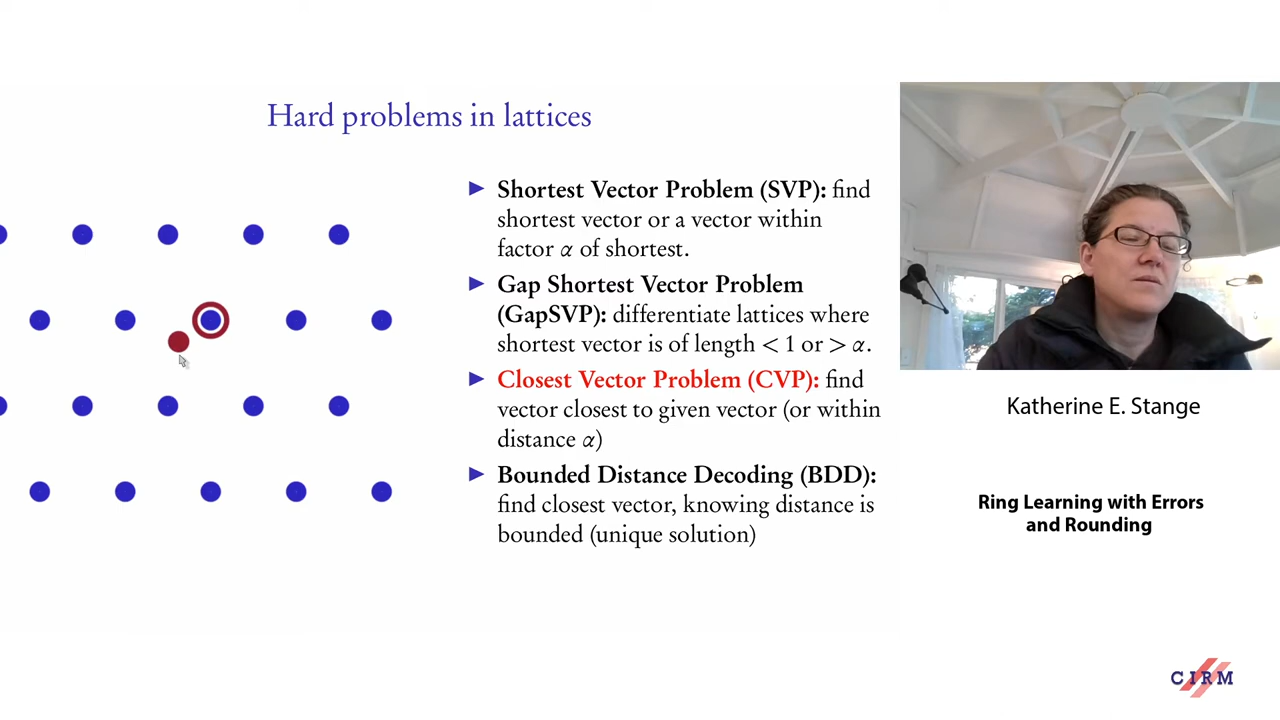 Hard problems in lattices
▶ Shortest Vector Problem (SVP): find
shortest vector or a vector within
factor α of shortest.
▶ Gap Shortest Vector Problem
(GapSVP): differentiate lattices where
shortest vector is of length < 1 or > α.
▶ Closest Vector Problem (CVP): find
vector closest to given vector (or within
distance α)
▶ Bounded Distance Decoding (BDD):
find closest vector, knowing distance is
bounded (unique solution)
Katherine E. Stange
Ring Learning with Errors
and Rounding
CIRM